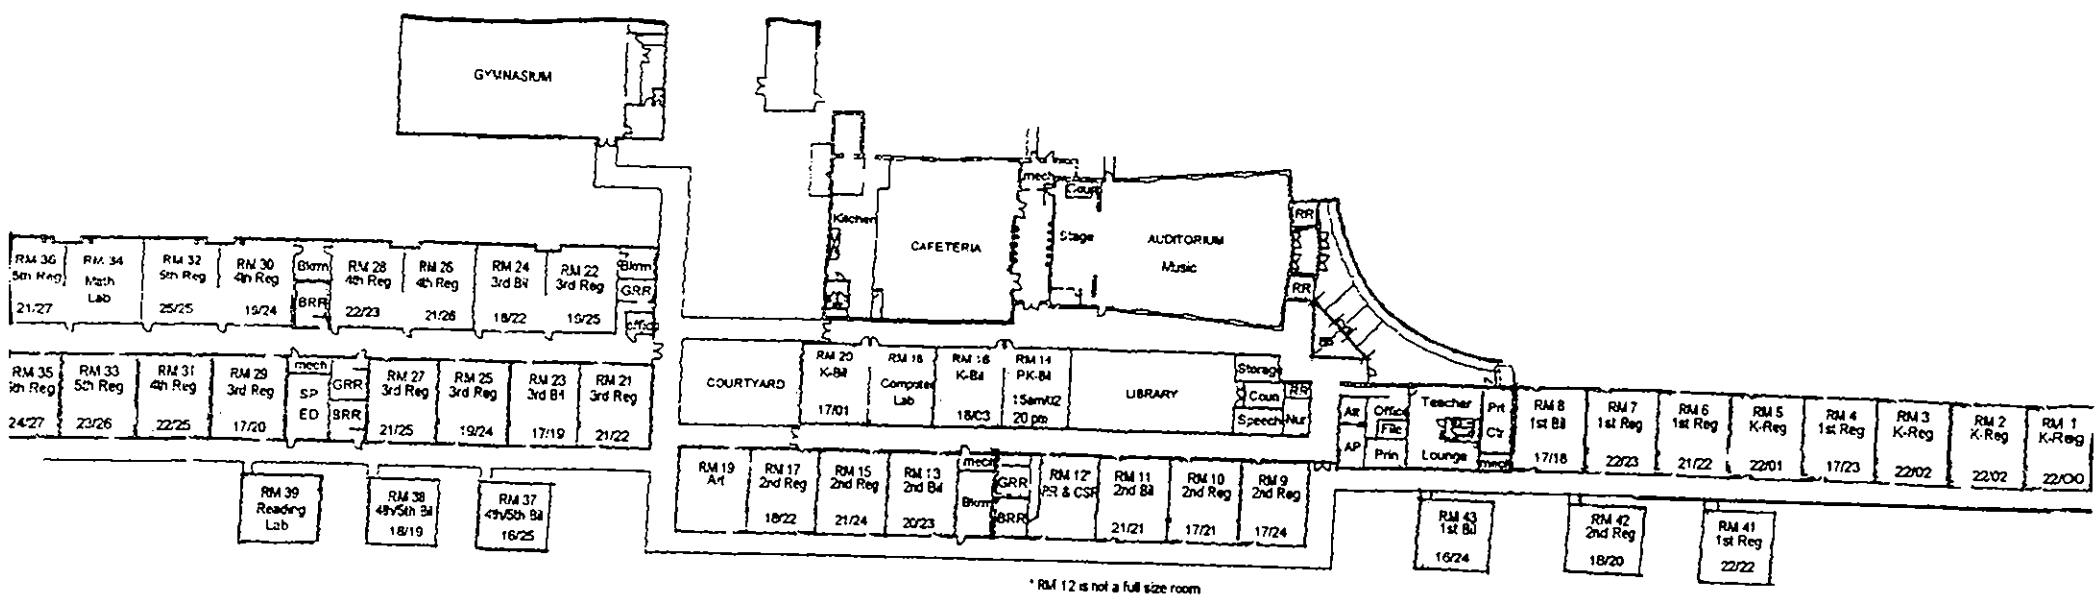 GYMNASIUM
mech
Coun
Kitchen
CAFETERIA
Stage
AUDITORIUM
Music
RR
RR
RM 36
5th Reg
21/27
RM 34
Math
Lab
RM 32
5th Reg
25/25
RM 30
4th Reg
19/24
Bkrm
BRR
RM 28
4th Reg
22/23
RM 26
4th Reg
21/26
RM 24
3rd Bil
18/22
RM 22
3rd Reg
19/25
Bkrm
GRR
Office
RM 35
5th Reg
24/27
RM 33
5th Reg
23/26
RM 31
4th Reg
22/25
RM 29
3rd Reg
17/20
mech
SP
ED
GRR
BRR
RM 27
3rd Reg
21/25
RM 25
3rd Reg
19/24
RM 23
3rd Bil
17/19
RM 21
3rd Reg
21/22
COURTYARD
RM 20
K-Bil
17/01
RM 18
Computer
Lab
RM 16
K-Bil
18/03
RM 14
PK-Bil
15am/02
20 pm
LIBRARY
Storage
Coun
Speech
RR
Nur
Att
AP
Office
File
Prin
Teacher
Lounge
Prt
Ctr
mech
RM 8
1st Bil
17/18
RM 7
1st Reg
22/23
RM 6
1st Reg
21/22
RM 5
K-Reg
22/01
RM 4
1st Reg
17/23
RM 3
K-Reg
22/02
RM 2
K-Reg
22/02
RM 1
K-Reg
22/00
RM 39
Reading
Lab
RM 38
4th/5th Bil
18/19
RM 37
4th/5th Bil
16/25
RM 19
Art
RM 17
2nd Reg
18/22
RM 15
2nd Reg
21/24
RM 13
2nd Bil
20/23
mech
Bkrm
GRR
BRR
RM 12*
PR & CSR
RM 11
2nd Bil
21/21
RM 10
2nd Reg
17/21
RM 9
2nd Reg
17/24
RM 43
1st Bil
16/24
RM 42
2nd Reg
18/20
RM 41
1st Reg
22/22
* RM 12 is not a full size room